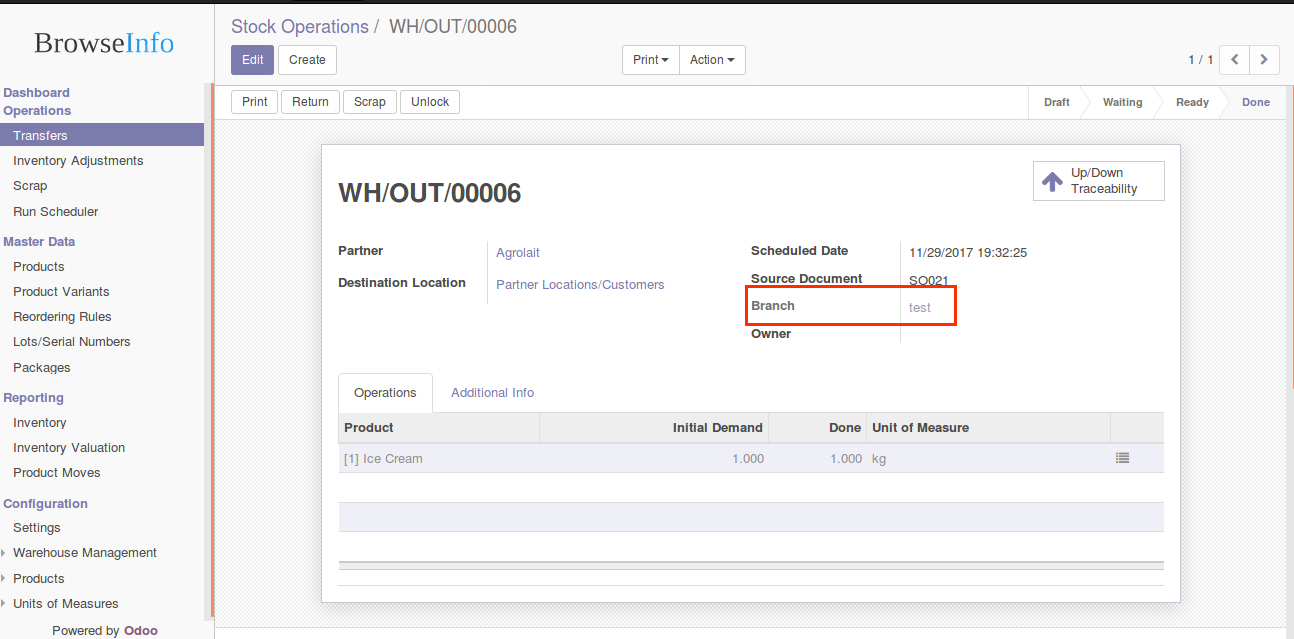 BrowseInfo
Dashboard
Operations
Transfers
Inventory Adjustments
Scrap
Run Scheduler
Master Data
Products
Product Variants
Reordering Rules
Lots/Serial Numbers
Packages
Reporting
Inventory
Inventory Valuation
Product Moves
Configuration
Settings
Warehouse Management
Products
Units of Measures
Powered by Odoo
Stock Operations / WH/OUT/00006
Edit Create Print Action 1 / 1
Print Return Scrap Unlock Draft Waiting Ready Done
Up/Down
Traceability
WH/OUT/00006
Partner Agrolait
Destination Location Partner Locations/Customers
Scheduled Date 11/29/2017 19:32:25
Source Document SO021
Branch test
Owner
Operations Additional Info
Product Initial Demand Done Unit of Measure
[1] Ice Cream 1.000 1.000 kg